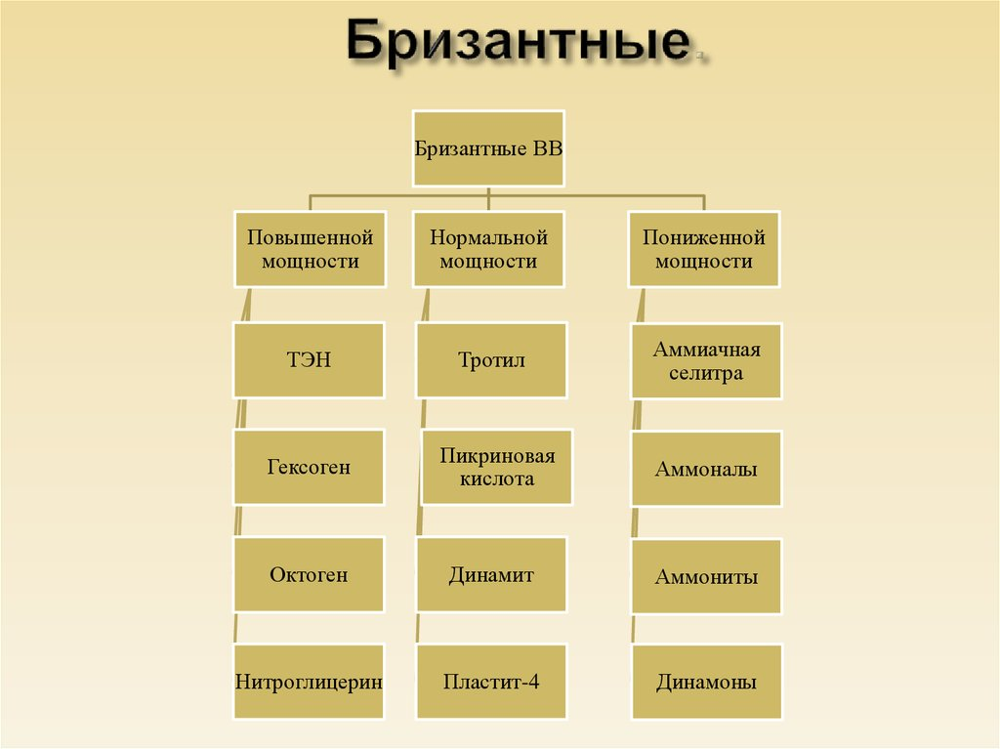 Бризантные.
Бризантные ВВ
Повышенной
мощности
Нормальной
мощности
Пониженной
мощности
ТЭН
Тротил
Аммиачная
селитра
Гексоген
Пикриновая
кислота
Аммоналы
Октоген
Динамит
Аммониты
Нитроглицерин
Пластит-4
Динамоны